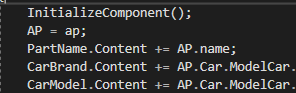 InitializeComponent();
AP = ap;
PartName.Content += AP.name;
CarBrand.Content += AP.Car.ModelCar.
CarModel.Content += AP.Car.ModelCar.